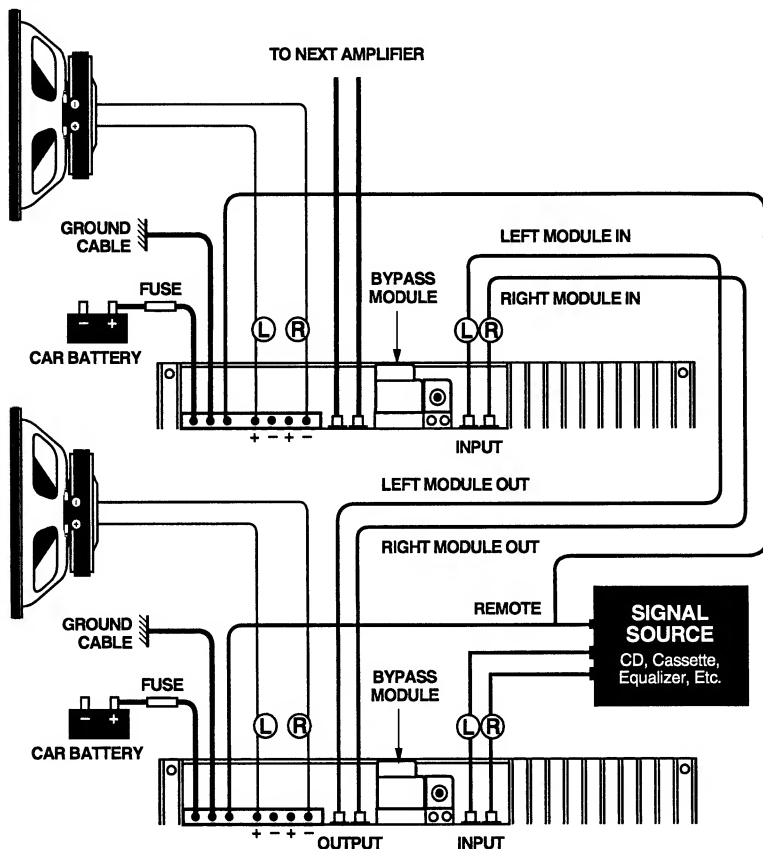 TO NEXT AMPLIFIER
GROUND
CABLE
LEFT MODULE IN
BYPASS
MODULE
RIGHT MODULE IN
FUSE
L R
L R
- +
CAR BATTERY
+ - + -
INPUT
LEFT MODULE OUT
RIGHT MODULE OUT
REMOTE
SIGNAL
SOURCE
CD, Cassette,
Equalizer, Etc.
GROUND
CABLE
BYPASS
MODULE
FUSE
L R
L R
- +
CAR BATTERY
+ - + -
OUTPUT
INPUT